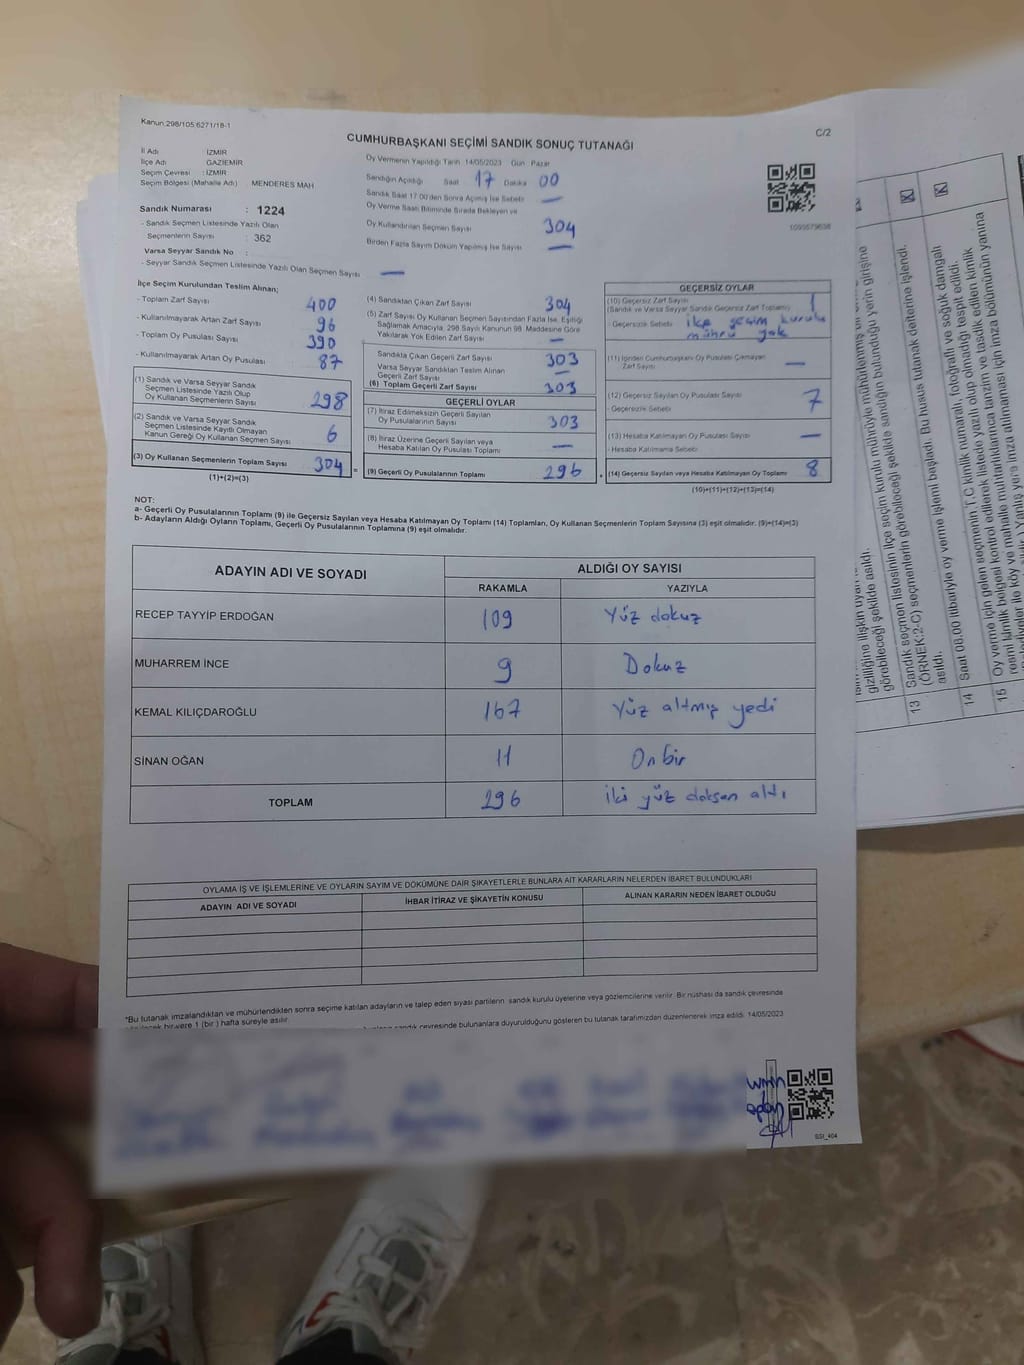 Kanun:298/105 6271/18-1
C/2
CUMHURBAŞKANI SEÇİMİ SANDIK SONUÇ TUTANAĞI
İl Adı : İZMİR
İlçe Adı : GAZİEMİR
Seçim Çevresi : İZMİR
Seçim Bölgesi (Mahalle Adı) : MENDERES MAH
Sandık Numarası : 1224
- Sandık Seçmen Listesinde Yazılı Olan
Seçmenlerin Sayısı : 362
Varsa Seyyar Sandık No :
- Seyyar Sandık Seçmen Listesinde Yazılı Olan Seçmen Sayısı —
Oy Vermenin Yapıldığı Tarih 14/05/2023 Gün Pazar
Sandığın Açıldığı Saat 17 Dakika 00
Sandık Saat 17.00'den Sonra Açılmış İse Sebebi —
Oy Verme Saati Bitiminde Sırada Bekleyen ve
Oy Kullandırılan Seçmen Sayısı 304
Birden Fazla Sayım Döküm Yapılmış İse Sayısı —
İlçe Seçim Kurulundan Teslim Alınan;
- Toplam Zarf Sayısı 400
- Kullanılmayarak Artan Zarf Sayısı 96
- Toplam Oy Pusulası Sayısı 390
- Kullanılmayarak Artan Oy Pusulası 87
(1) Sandık ve Varsa Seyyar Sandık
Seçmen Listesinde Yazılı Olup
Oy Kullanan Seçmenlerin Sayısı 298
(2) Sandık ve Varsa Seyyar Sandık
Seçmen Listesinde Kayıtlı Olmayan
Kanun Gereği Oy Kullanan Seçmen Sayısı 6
(3) Oy Kullanan Seçmenlerin Toplam Sayısı 304
(1)+(2)=(3)
(4) Sandıktan Çıkan Zarf Sayısı 304
(5) Zarf Sayısı Oy Kullanan Seçmen Sayısından Fazla İse, Eşitliği
Sağlamak Amacıyla, 298 Sayılı Kanunun 98. Maddesine Göre
Yakılarak Yok Edilen Zarf Sayısı —
Sandıkta Çıkan Geçerli Zarf Sayısı 303
Varsa Seyyar Sandıktan Teslim Alınan
Geçerli Zarf Sayısı —
(6) Toplam Geçerli Zarf Sayısı 303
GEÇERLİ OYLAR
(7) İtiraz Edilmeksizin Geçerli Sayılan
Oy Pusulalarının Sayısı 303
(8) İtiraz Üzerine Geçerli Sayılan veya
Hesaba Katılan Oy Pusulası Toplamı —
= (9) Geçerli Oy Pusulalarının Toplamı 296
GEÇERSİZ OYLAR
(10) Geçersiz Zarf Sayısı
(Sandık ve Varsa Seyyar Sandık Geçersiz Zarf Toplamı) 1
- Geçersizlik Sebebi : ilçe seçim kurulu
mührü yok
(11) İçinden Cumhurbaşkanı Oy Pusulası Çıkmayan
Zarf Sayısı —
(12) Geçersiz Sayılan Oy Pusulası Sayısı 7
- Geçersizlik Sebebi
(13) Hesaba Katılmayan Oy Pusulası Sayısı —
- Hesaba Katılmama Sebebi
+ (14) Geçersiz Sayılan veya Hesaba Katılmayan Oy Toplamı 8
(10)+(11)+(12)+(13)=(14)
NOT:
a- Geçerli Oy Pusulalarının Toplamı (9) ile Geçersiz Sayılan veya Hesaba Katılmayan Oy Toplamı (14) Toplamları, Oy Kullanan Seçmenlerin Toplam Sayısına (3) eşit olmalıdır. (9)+(14)=(3)
b- Adayların Aldığı Oyların Toplamı, Geçerli Oy Pusulalarının Toplamına (9) eşit olmalıdır.
ADAYIN ADI VE SOYADI
ALDIĞI OY SAYISI
RAKAMLA YAZIYLA
RECEP TAYYİP ERDOĞAN 109 Yüz dokuz
MUHARREM İNCE 9 Dokuz
KEMAL KILIÇDAROĞLU 167 Yüz altmış yedi
SİNAN OĞAN 11 On bir
TOPLAM 296 iki yüz doksan altı
OYLAMA İŞ VE İŞLEMLERİNE VE OYLARIN SAYIM VE DÖKÜMÜNE DAİR ŞİKAYETLERLE BUNLARA AİT KARARLARIN NELERDEN İBARET BULUNDUKLARI
ADAYIN ADI VE SOYADI İHBAR İTİRAZ VE ŞİKAYETİN KONUSU ALINAN KARARIN NEDEN İBARET OLDUĞU
*Bu tutanak imzalandıktan ve mühürlendikten sonra seçime katılan adayların ve talep eden siyasi partilerin sandık kurulu üyelerine veya gözlemcilerine verilir. Bir nüshası da sandık çevresinde
bir yere 1 (bir ) hafta süreyle asılır.
sandık çevresinde bulunanlara duyurulduğunu gösteren bu tutanak tarafımızdan düzenlenerek imza edildi. 14/05/2023
SSI_404
gizliliğine ilişkin
görebileceği şekilde asıldı.
ilçe seçim kurulu mührüyle mühürlenmiş
13 Sandık seçmen listesinin
görebileceği şekilde sandığın bulunduğu yerin girişine
(ÖRNEK:2-C) seçmenlerin
asıldı.
14 Saat 08.00 itibariyle oy verme işlemi başladı. Bu husus tutanak defterine işlendi.
15 Oy verme için gelen seçmenin, T.C kimlik numaralı, fotoğraflı ve soğuk damgalı
resmi kimlik belgesi kontrol edilerek listede yazılı olup olmadığı tespit edildi.